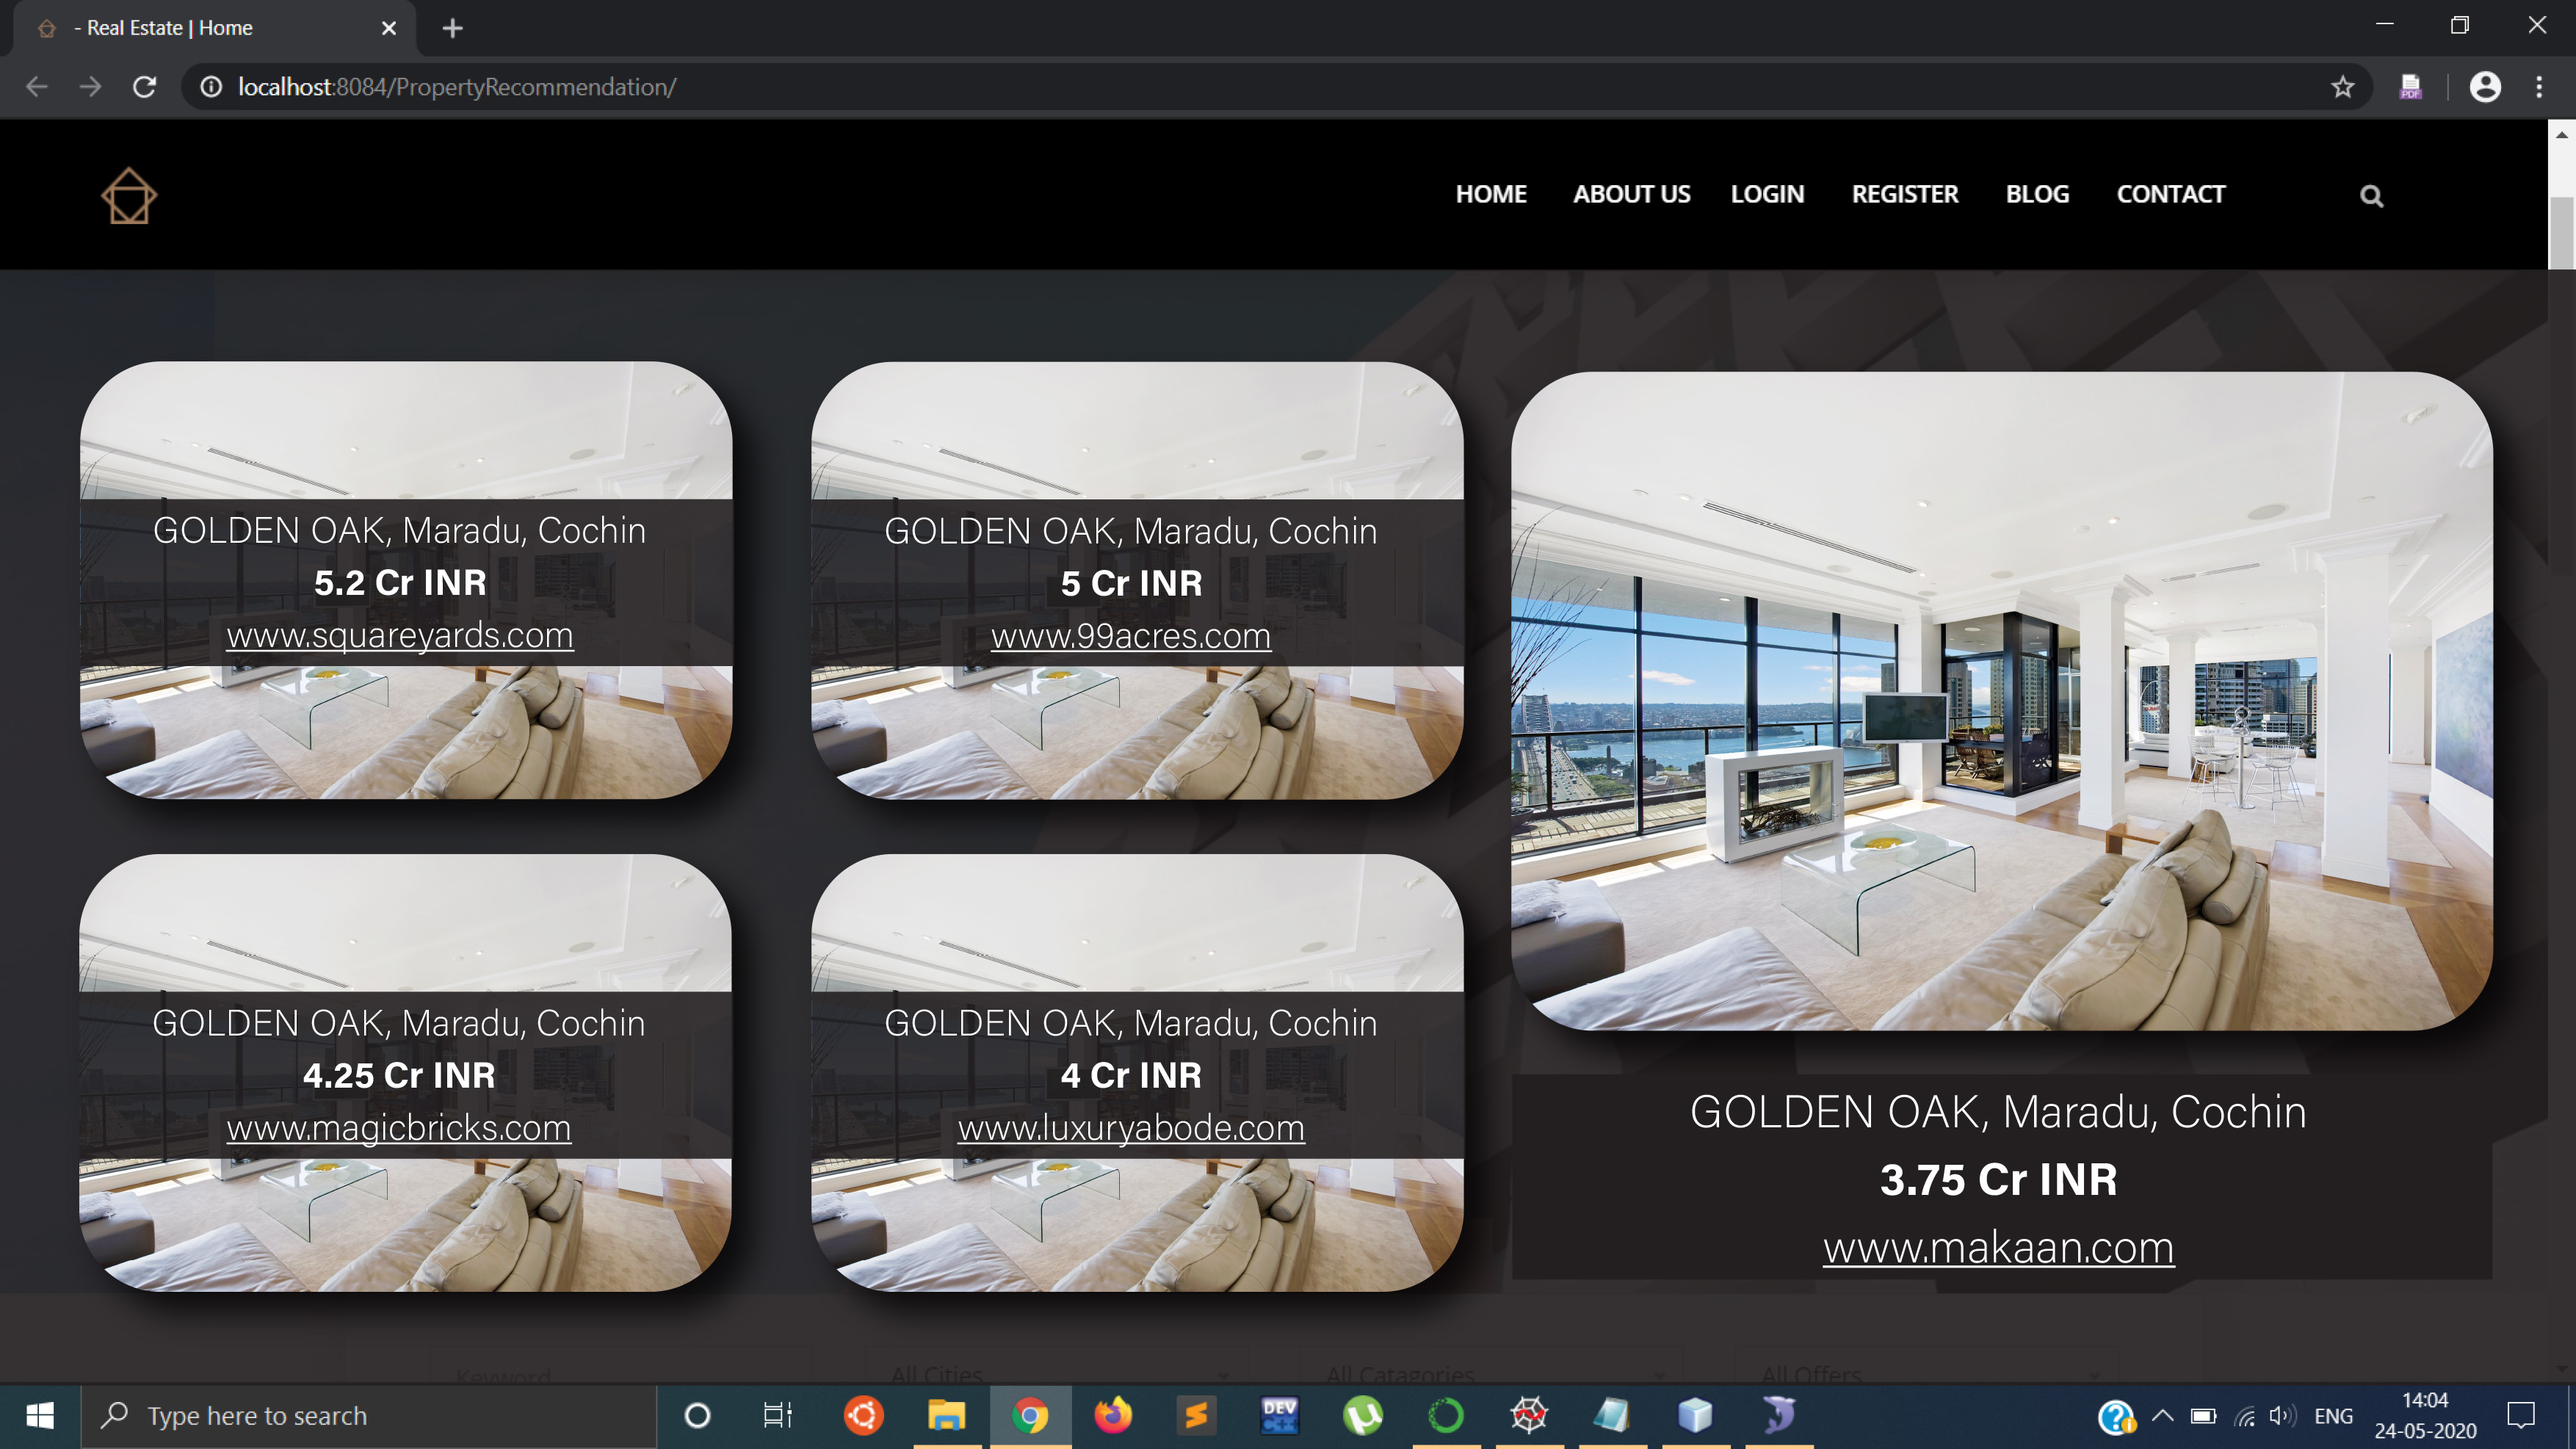 - Real Estate | Home
localhost:8084/PropertyRecommendation/
PDF
HOME ABOUT US LOGIN REGISTER BLOG CONTACT
GOLDEN OAK, Maradu, Cochin
5.2 Cr INR
www.squareyards.com
GOLDEN OAK, Maradu, Cochin
5 Cr INR
www.99acres.com
GOLDEN OAK, Maradu, Cochin
4.25 Cr INR
www.magicbricks.com
GOLDEN OAK, Maradu, Cochin
4 Cr INR
www.luxuryabode.com
GOLDEN OAK, Maradu, Cochin
3.75 Cr INR
www.makaan.com
Keyword All Cities All Catagories All Offers
Type here to search
DEV
ENG
14:04
24-05-2020